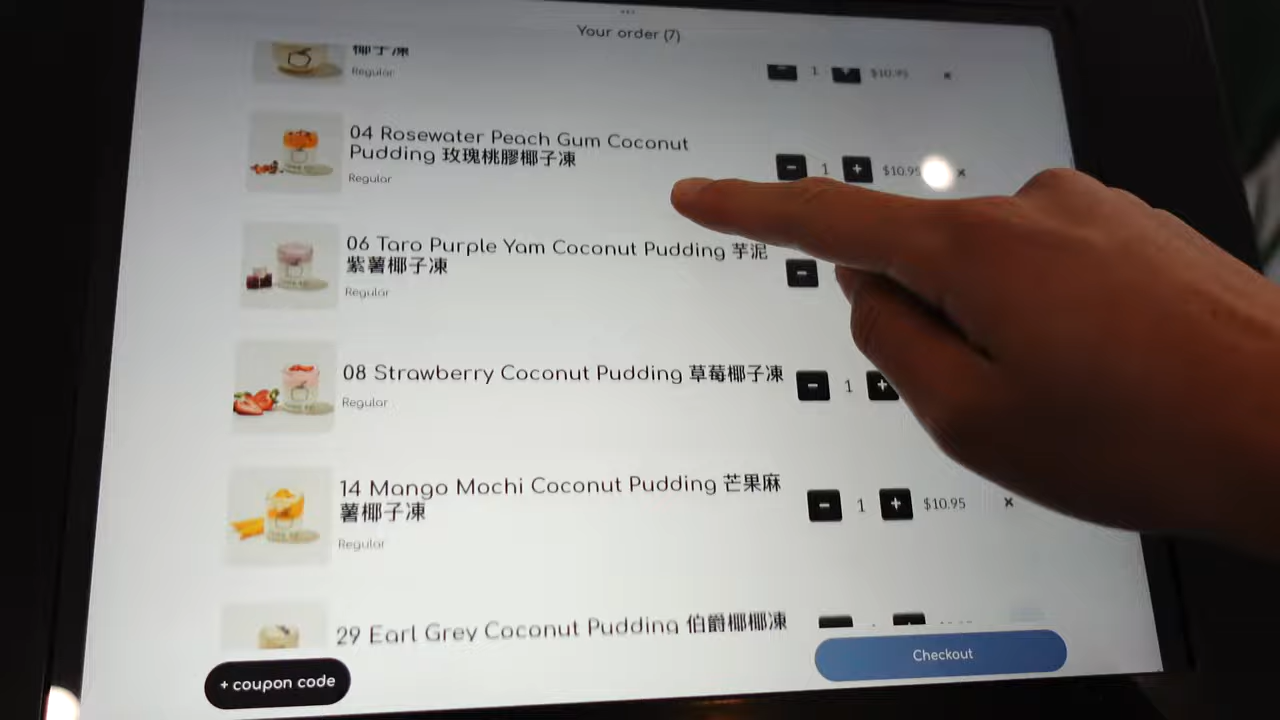 Your order (7)
椰子凍
Regular
1
$10.95
×
04 Rosewater Peach Gum Coconut
Pudding 玫瑰桃膠椰子凍
Regular
- 1 + $10.95 ×
06 Taro Purple Yam Coconut Pudding 芋泥
紫薯椰子凍
Regular
-
08 Strawberry Coconut Pudding 草莓椰子凍
Regular
- 1 +
14 Mango Mochi Coconut Pudding 芒果麻
薯椰子凍
Regular
- 1 + $10.95 ×
29 Earl Grey Coconut Pudding 伯爵椰椰凍
+ coupon code
Checkout